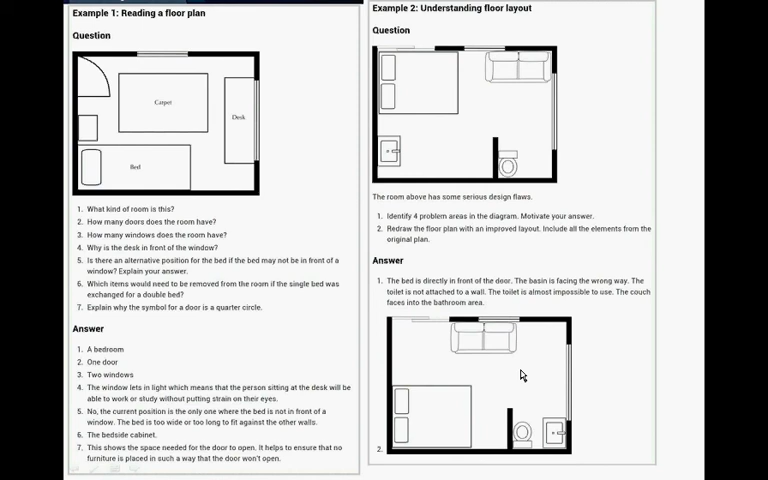 Example 1: Reading a floor plan
Question
Carpet
Desk
Bed
1. What kind of room is this?
2. How many doors does the room have?
3. How many windows does the room have?
4. Why is the desk in front of the window?
5. Is there an alternative position for the bed if the bed may not be in front of a
window? Explain your answer.
6. Which items would need to be removed from the room if the single bed was
exchanged for a double bed?
7. Explain why the symbol for a door is a quarter circle.
Answer
1. A bedroom
2. One door
3. Two windows
4. The window lets in light which means that the person sitting at the desk will be
able to work or study without putting strain on their eyes.
5. No, the current position is the only one where the bed is not in front of a
window. The bed is too wide or too long to fit against the other walls.
6. The bedside cabinet.
7. This shows the space needed for the door to open. It helps to ensure that no
furniture is placed in such a way that the door won't open.
Example 2: Understanding floor layout
Question
The room above has some serious design flaws.
1. Identify 4 problem areas in the diagram. Motivate your answer.
2. Redraw the floor plan with an improved layout. Include all the elements from the
original plan.
Answer
1. The bed is directly in front of the door. The basin is facing the wrong way. The
toilet is not attached to a wall. The toilet is almost impossible to use. The couch
faces into the bathroom area.
2.